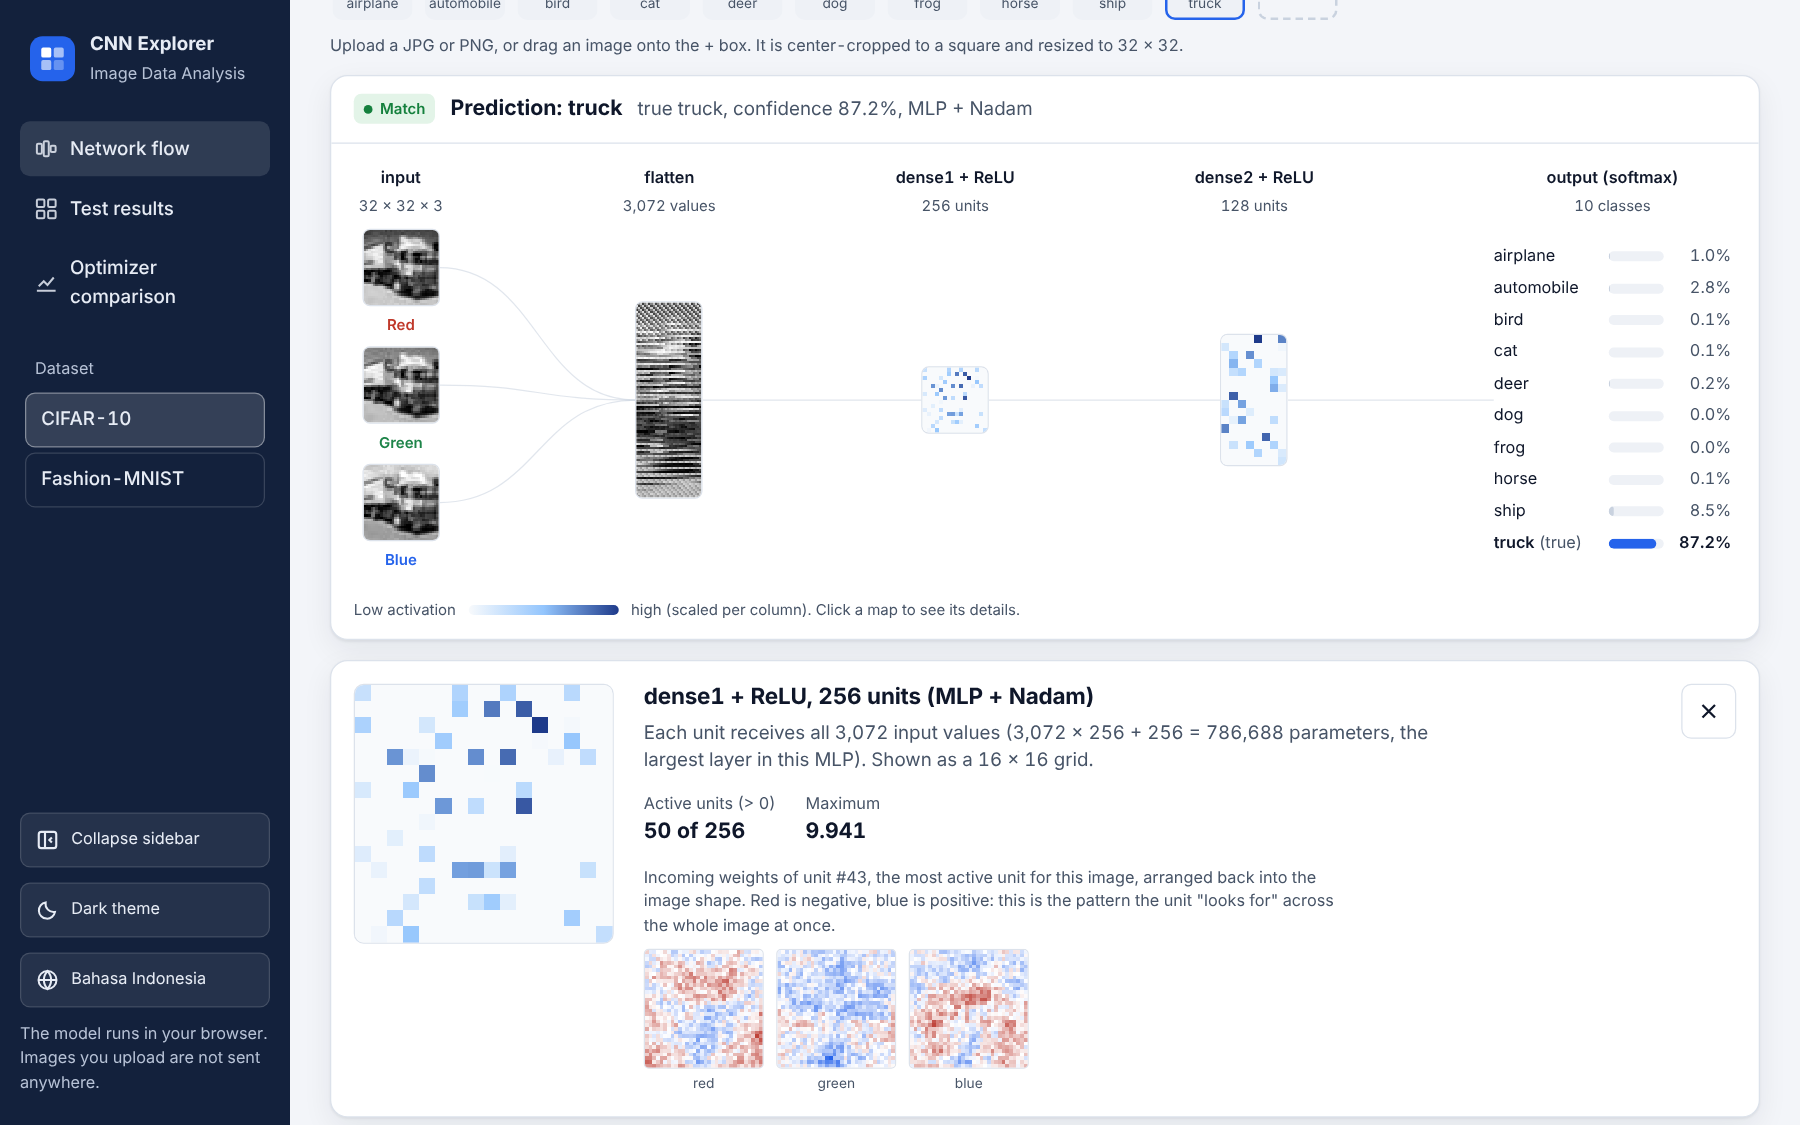 CNN Explorer
Image Data Analysis
Network flow
Test results
Optimizer
comparison
Dataset
CIFAR-10
Fashion-MNIST
Collapse sidebar
Dark theme
Bahasa Indonesia
The model runs in your browser.
Images you upload are not sent
anywhere.
airplane automobile bird cat deer dog frog horse ship truck
Upload a JPG or PNG, or drag an image onto the + box. It is center-cropped to a square and resized to 32 × 32.
Match Prediction: truck true truck, confidence 87.2%, MLP + Nadam
input flatten dense1 + ReLU dense2 + ReLU output (softmax)
32 × 32 × 3 3,072 values 256 units 128 units 10 classes
Red
Green
Blue
airplane 1.0%
automobile 2.8%
bird 0.1%
cat 0.1%
deer 0.2%
dog 0.0%
frog 0.0%
horse 0.1%
ship 8.5%
truck (true) 87.2%
Low activation high (scaled per column). Click a map to see its details.
dense1 + ReLU, 256 units (MLP + Nadam)
Each unit receives all 3,072 input values (3,072 × 256 + 256 = 786,688 parameters, the
largest layer in this MLP). Shown as a 16 × 16 grid.
Active units (> 0) Maximum
50 of 256 9.941
Incoming weights of unit #43, the most active unit for this image, arranged back into the
image shape. Red is negative, blue is positive: this is the pattern the unit "looks for" across
the whole image at once.
red green blue